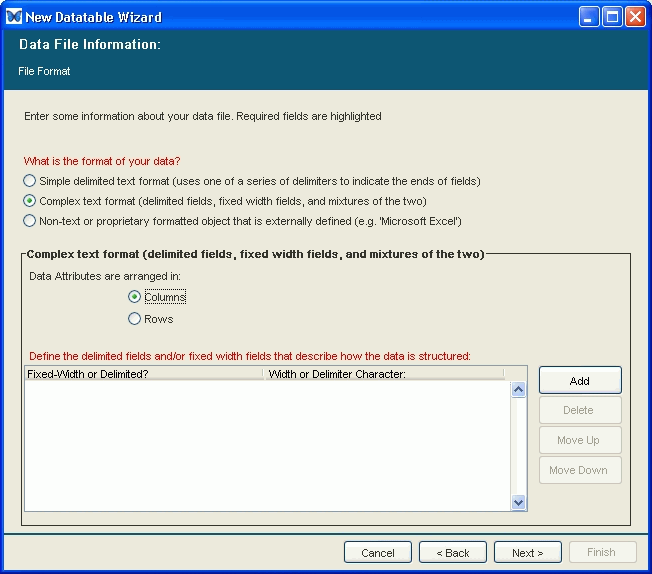 New Datatable Wizard
Data File Information:
File Format
Enter some information about your data file. Required fields are highlighted
What is the format of your data?
Simple delimited text format (uses one of a series of delimiters to indicate the ends of fields)
Complex text format (delimited fields, fixed width fields, and mixtures of the two)
Non-text or proprietary formatted object that is externally defined (e.g. 'Microsoft Excel')
Complex text format (delimited fields, fixed width fields, and mixtures of the two)
Data Attributes are arranged in:
Columns
Rows
Define the delimited fields and/or fixed width fields that describe how the data is structured:
Fixed-Width or Delimited? Width or Delimiter Character:
Add
Delete
Move Up
Move Down
Cancel < Back Next > Finish